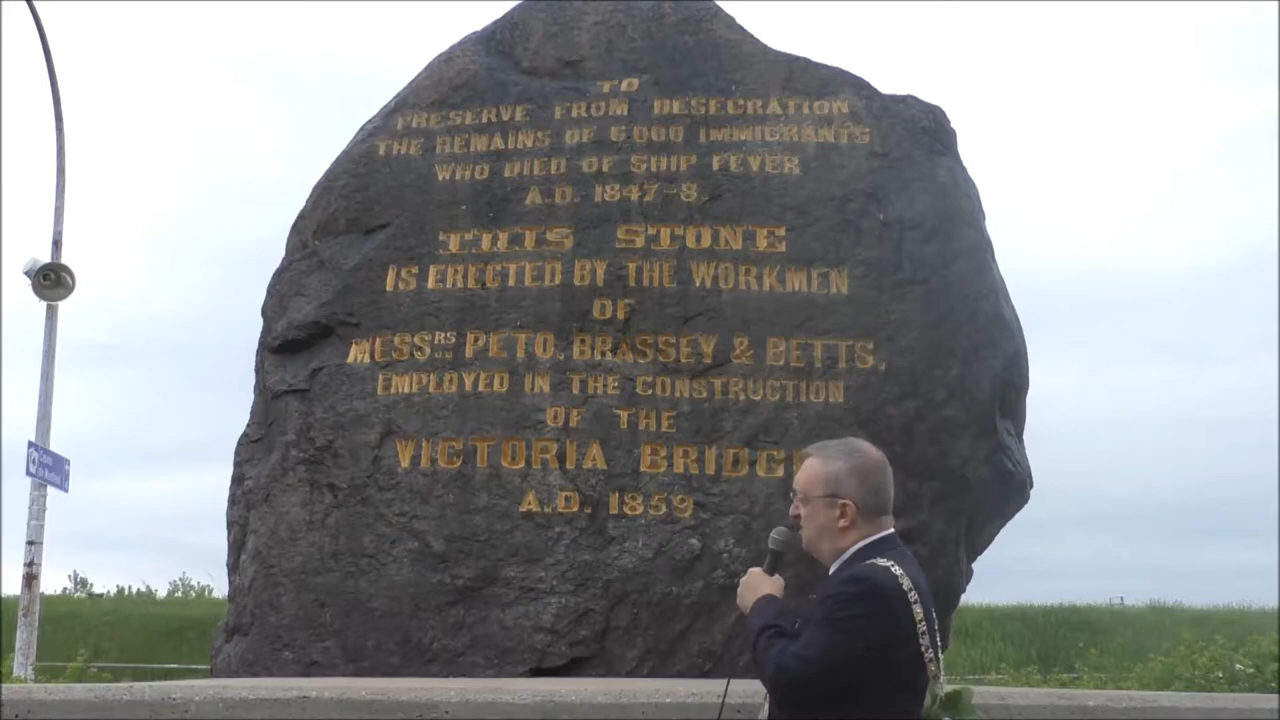 TO
PRESERVE FROM DESECRATION
THE REMAINS OF 6000 IMMIGRANTS
WHO DIED OF SHIP FEVER
A.D. 1847-8.
THIS STONE
IS ERECTED BY THE WORKMEN
OF
MESSRS PETO, BRASSEY & BETTS,
EMPLOYED IN THE CONSTRUCTION
OF THE
VICTORIA BRIDG
A.D. 1859